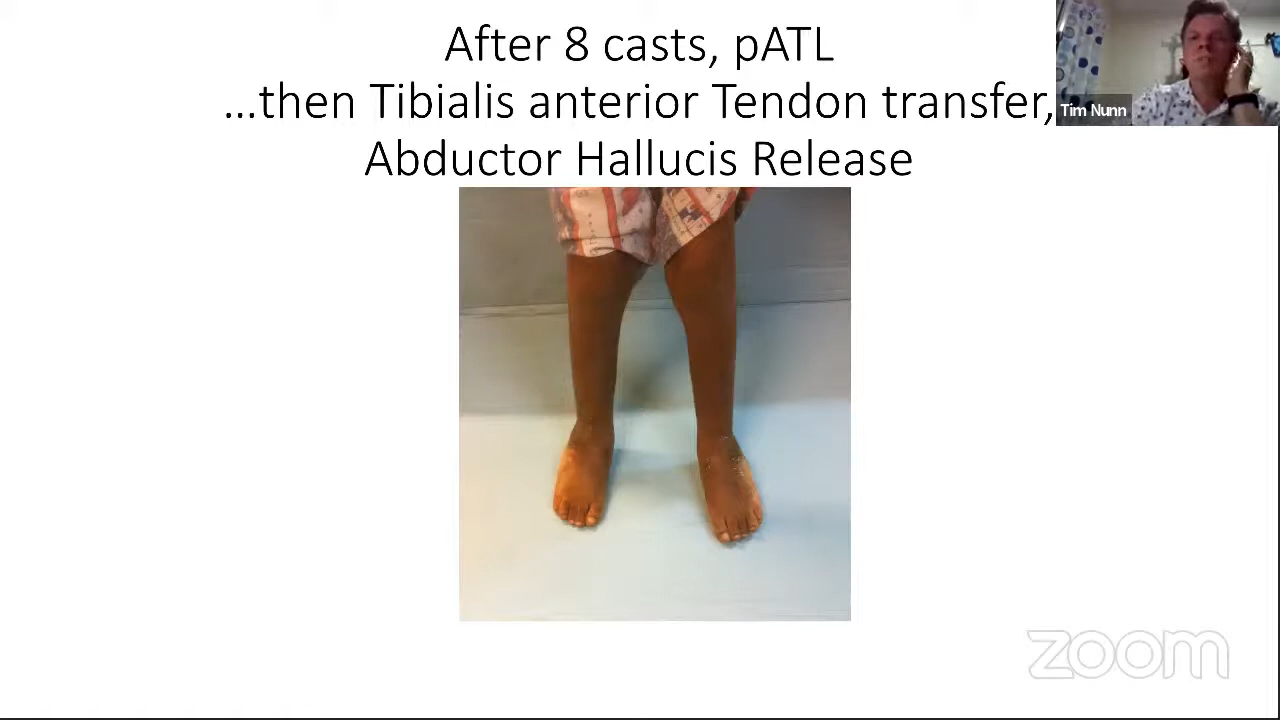 After 8 casts, pATL
...then Tibialis anterior Tendon transfer,
Abductor Hallucis Release
Tim Nunn
zoom